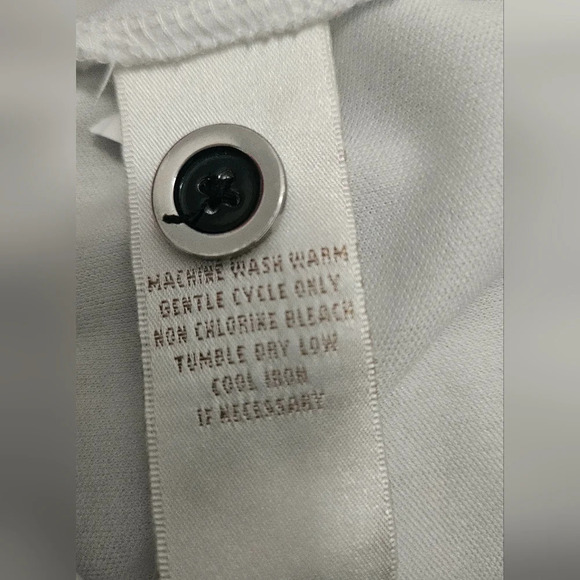 MACHINE WASH WARM
GENTLE CYCLE ONLY
NON CHLORINE BLEACH
TUMBLE DRY LOW
COOL IRON
IF NECESSARY